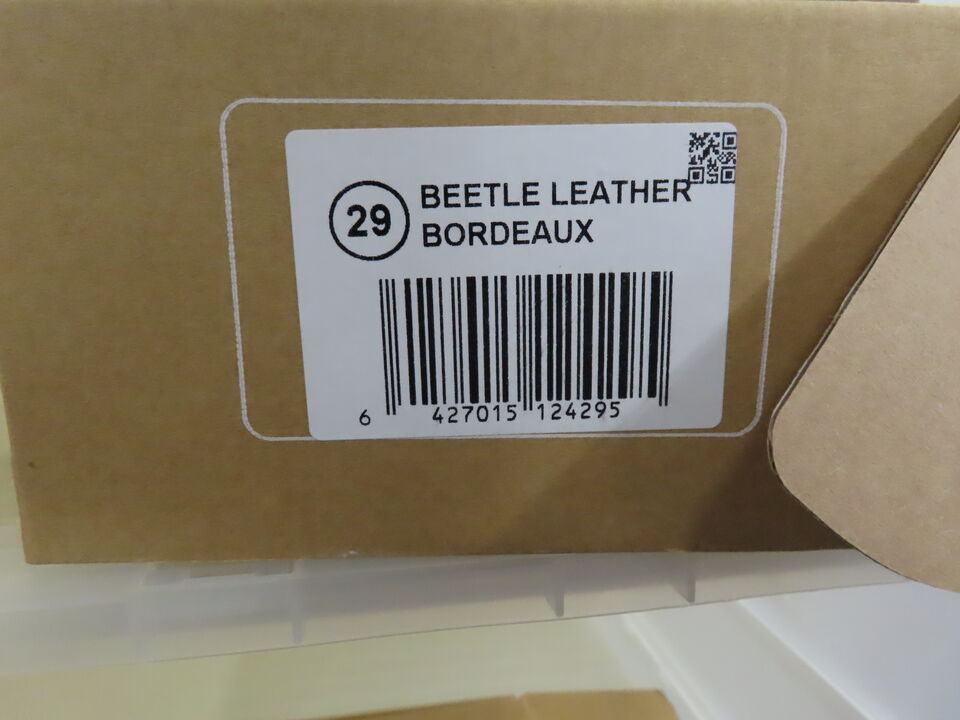 29
BEETLE LEATHER
BORDEAUX
6 427015 124295